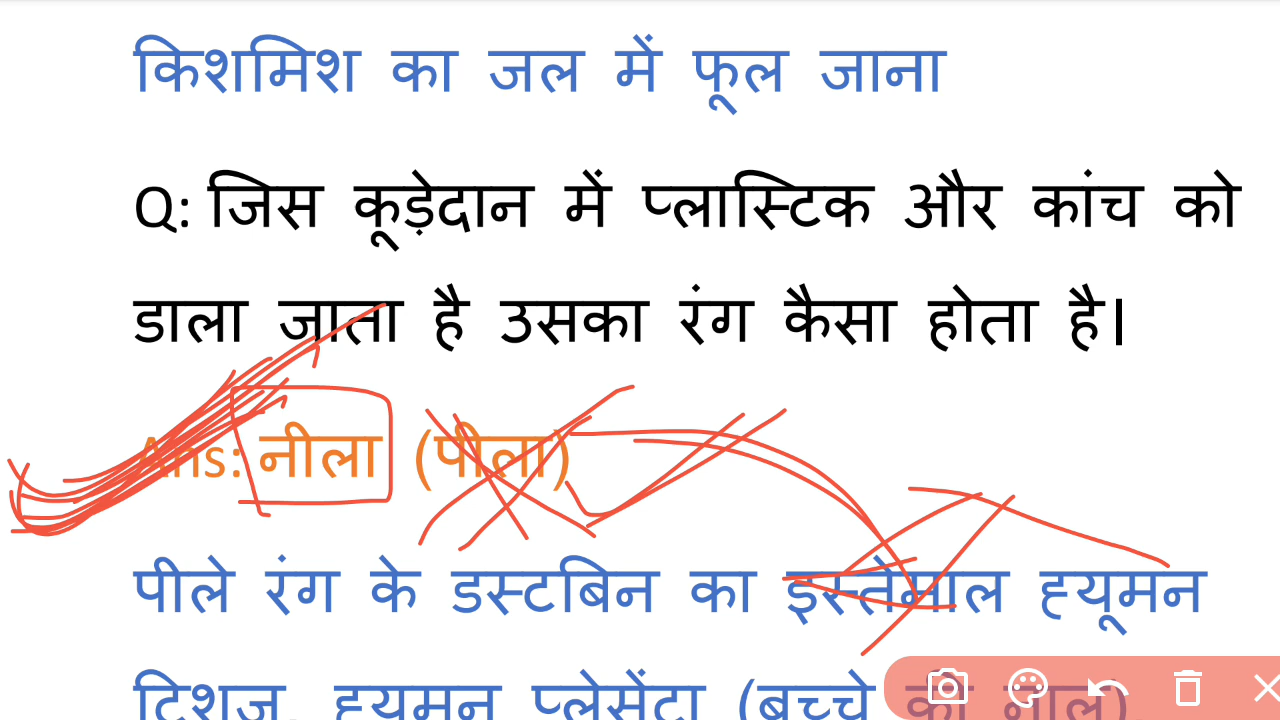 किशमिश का जल में फूल जाना
Q: जिस कूड़ेदान में प्लास्टिक और कांच को
डाला जाता है उसका रंग कैसा होता है।
Ans: नीला (पीला)
पीले रंग के डस्टबिन का इस्तेमाल ह्यूमन
टिशूज, ह्यूमन प्लेसेंटा (बच्चे की नाल),